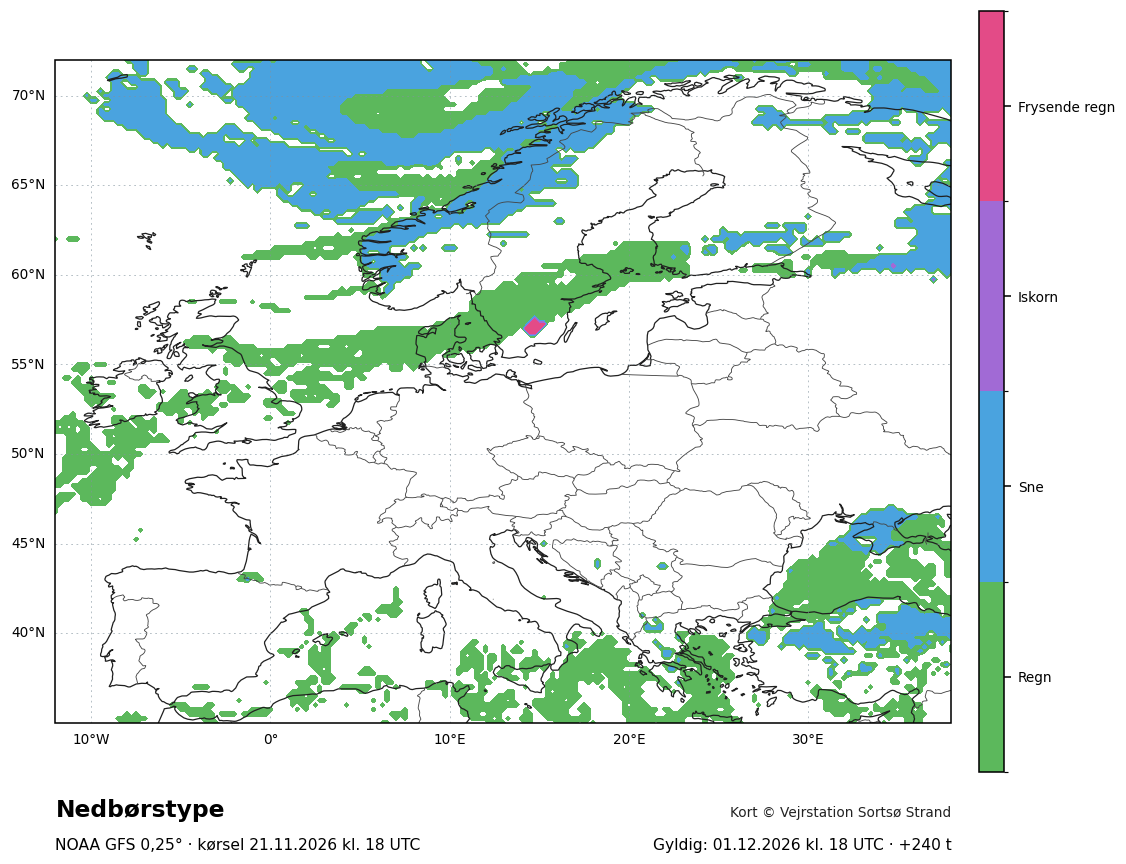 70°N
65°N
60°N
55°N
50°N
45°N
40°N
10°W
0°
10°E
20°E
30°E
Frysende regn
Iskorn
Sne
Regn
Nedbørstype
Kort © Vejrstation Sortsø Strand
NOAA GFS 0,25° · kørsel 21.11.2026 kl. 18 UTC
Gyldig: 01.12.2026 kl. 18 UTC · +240 t